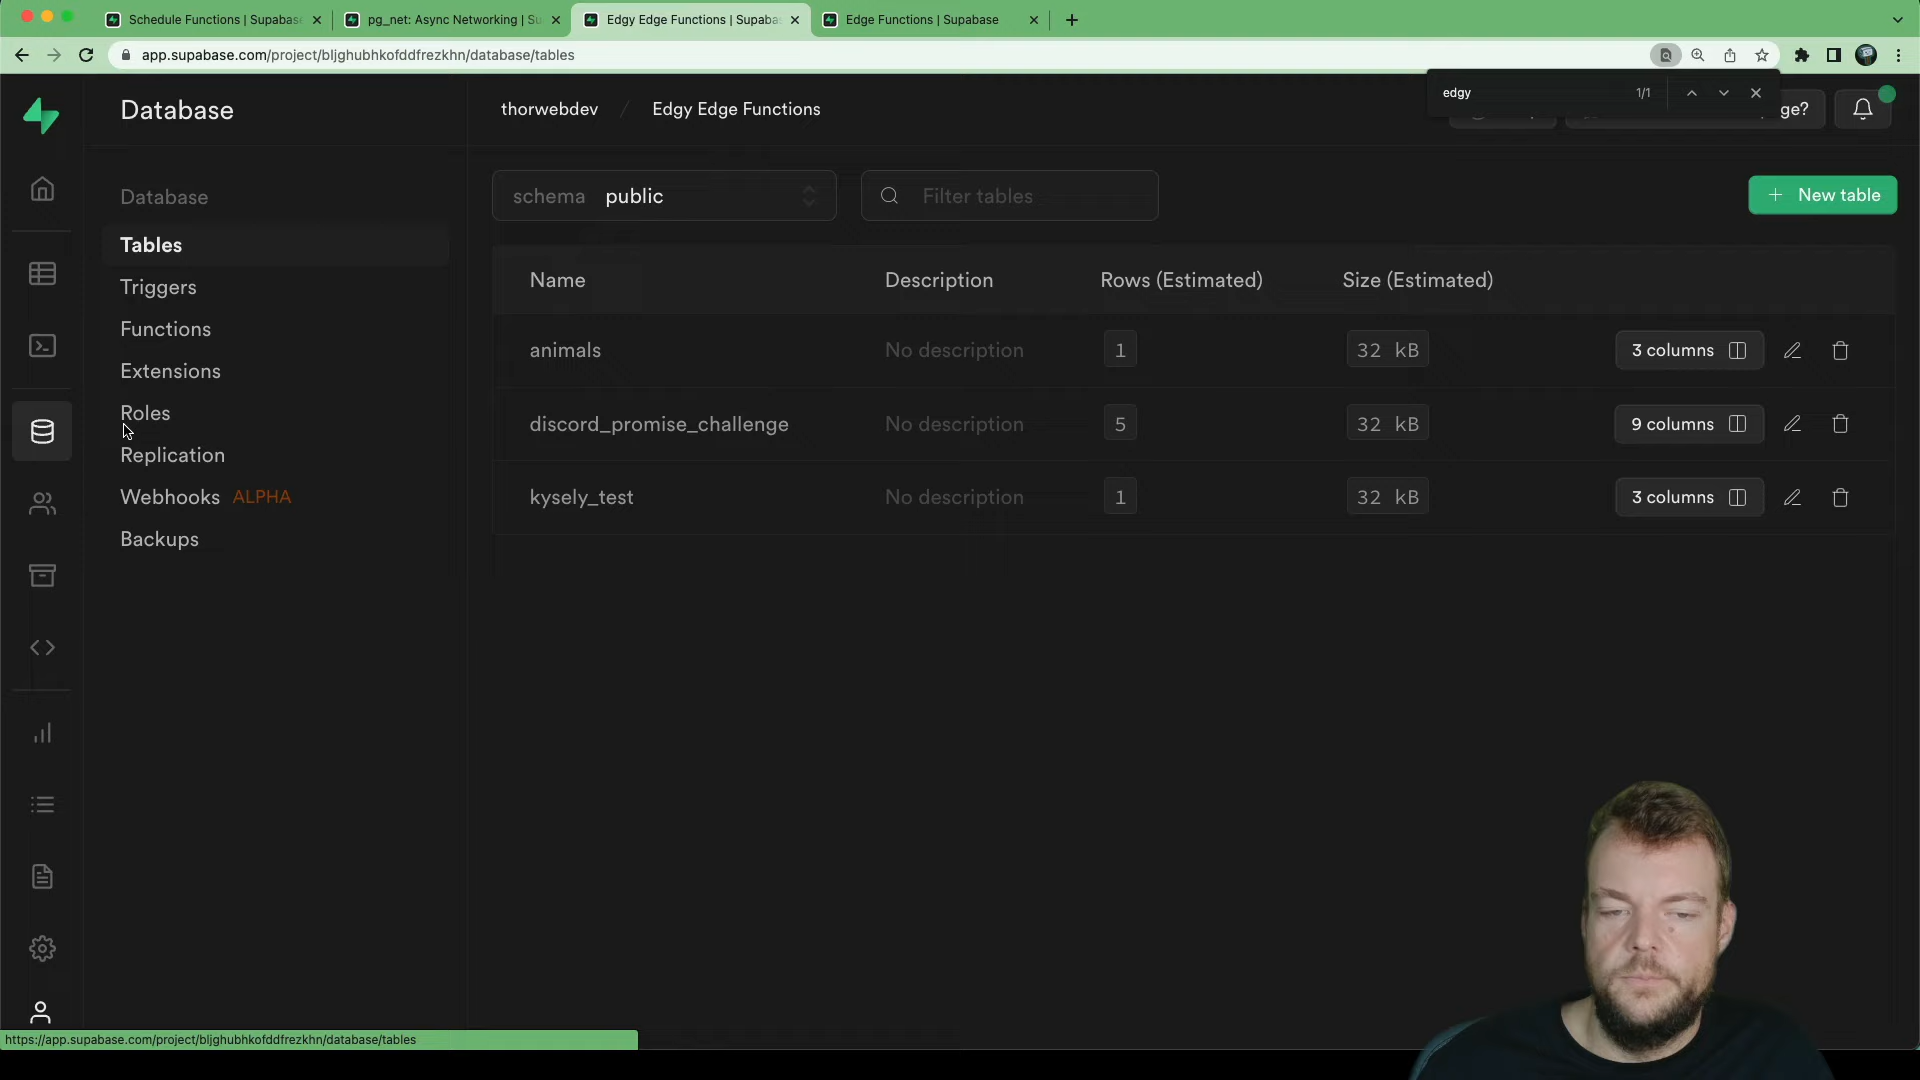 Schedule Functions | Supabase
pg_net: Async Networking | Su
Edgy Edge Functions | Supabas
Edge Functions | Supabase
app.supabase.com/project/bljghubhkofddfrezkhn/database/tables
edgy
1/1
Database
thorwebdev / Edgy Edge Functions
ge?
Database
Tables
Triggers
Functions
Extensions
Roles
Replication
Webhooks ALPHA
Backups
schema public
Filter tables
+ New table
Name Description Rows (Estimated) Size (Estimated)
animals No description 1 32 kB 3 columns
discord_promise_challenge No description 5 32 kB 9 columns
kysely_test No description 1 32 kB 3 columns
https://app.supabase.com/project/bljghubhkofddfrezkhn/database/tables